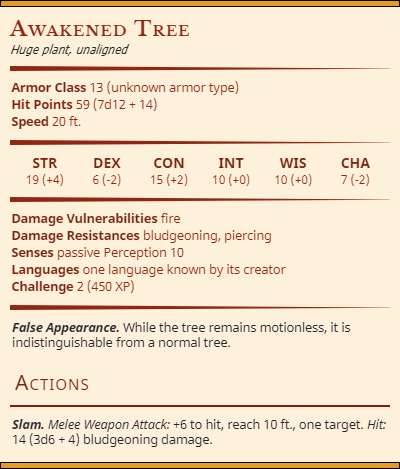 Awakened Tree
Huge plant, unaligned
Armor Class 13 (unknown armor type)
Hit Points 59 (7d12 + 14)
Speed 20 ft.
STR DEX CON INT WIS CHA
19 (+4) 6 (-2) 15 (+2) 10 (+0) 10 (+0) 7 (-2)
Damage Vulnerabilities fire
Damage Resistances bludgeoning, piercing
Senses passive Perception 10
Languages one language known by its creator
Challenge 2 (450 XP)
False Appearance. While the tree remains motionless, it is
indistinguishable from a normal tree.
Actions
Slam. Melee Weapon Attack: +6 to hit, reach 10 ft., one target. Hit:
14 (3d6 + 4) bludgeoning damage.